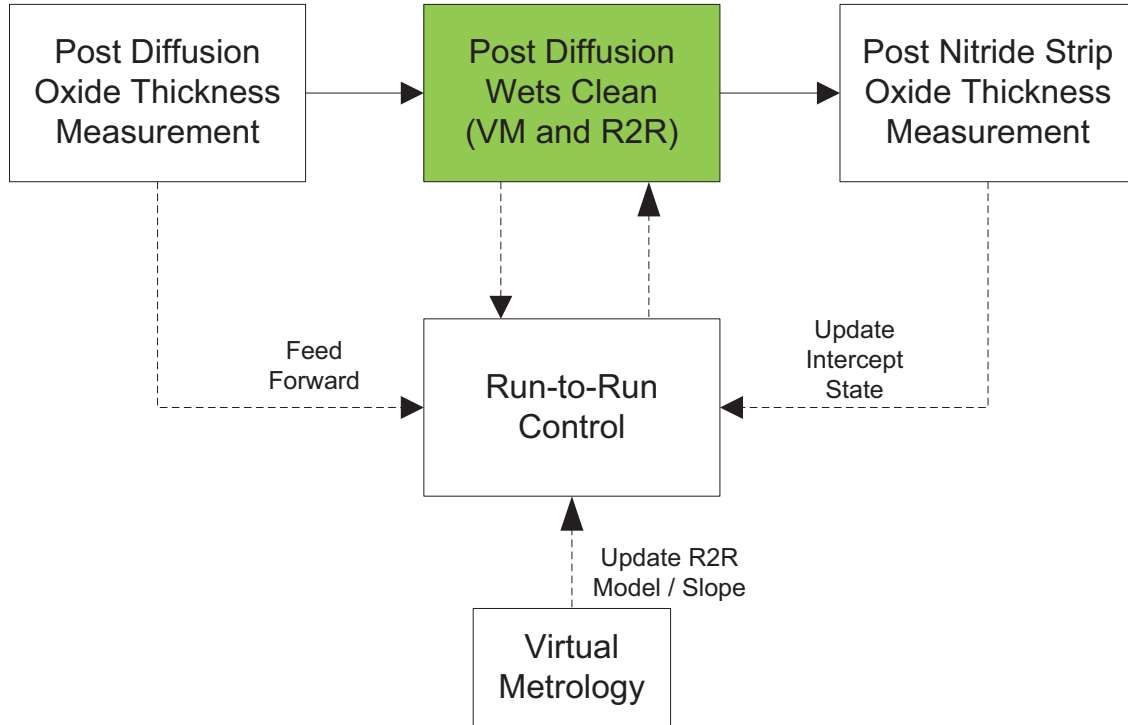 Post Diffusion
Oxide Thickness
Measurement
Post Diffusion
Wets Clean
(VM and R2R)
Post Nitride Strip
Oxide Thickness
Measurement
Feed
Forward
Run-to-Run
Control
Update
Intercept
State
Update R2R
Model / Slope
Virtual
Metrology